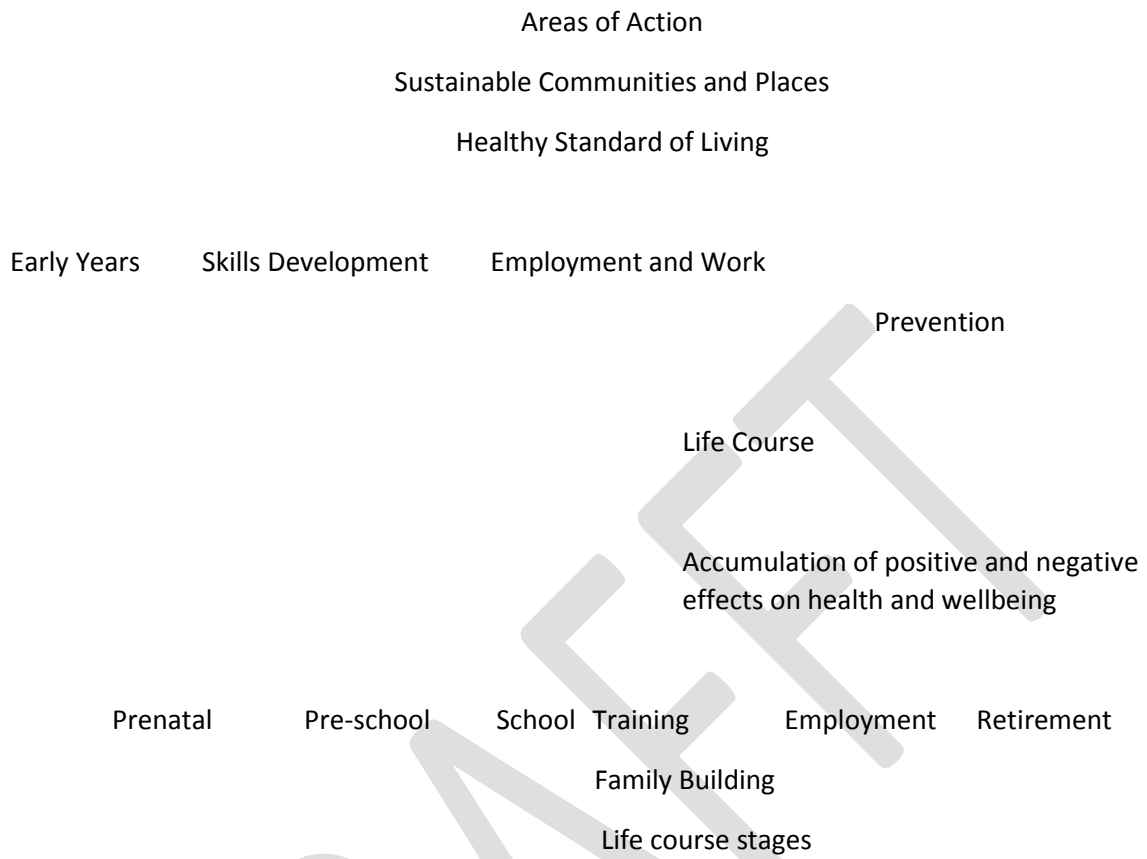 Areas of Action
Sustainable Communities and Places
Healthy Standard of Living
Early Years Skills Development Employment and Work
Prevention
Life Course
Accumulation of positive and negative
effects on health and wellbeing
Prenatal Pre-school School Training Employment Retirement
Family Building
Life course stages
DRAFT